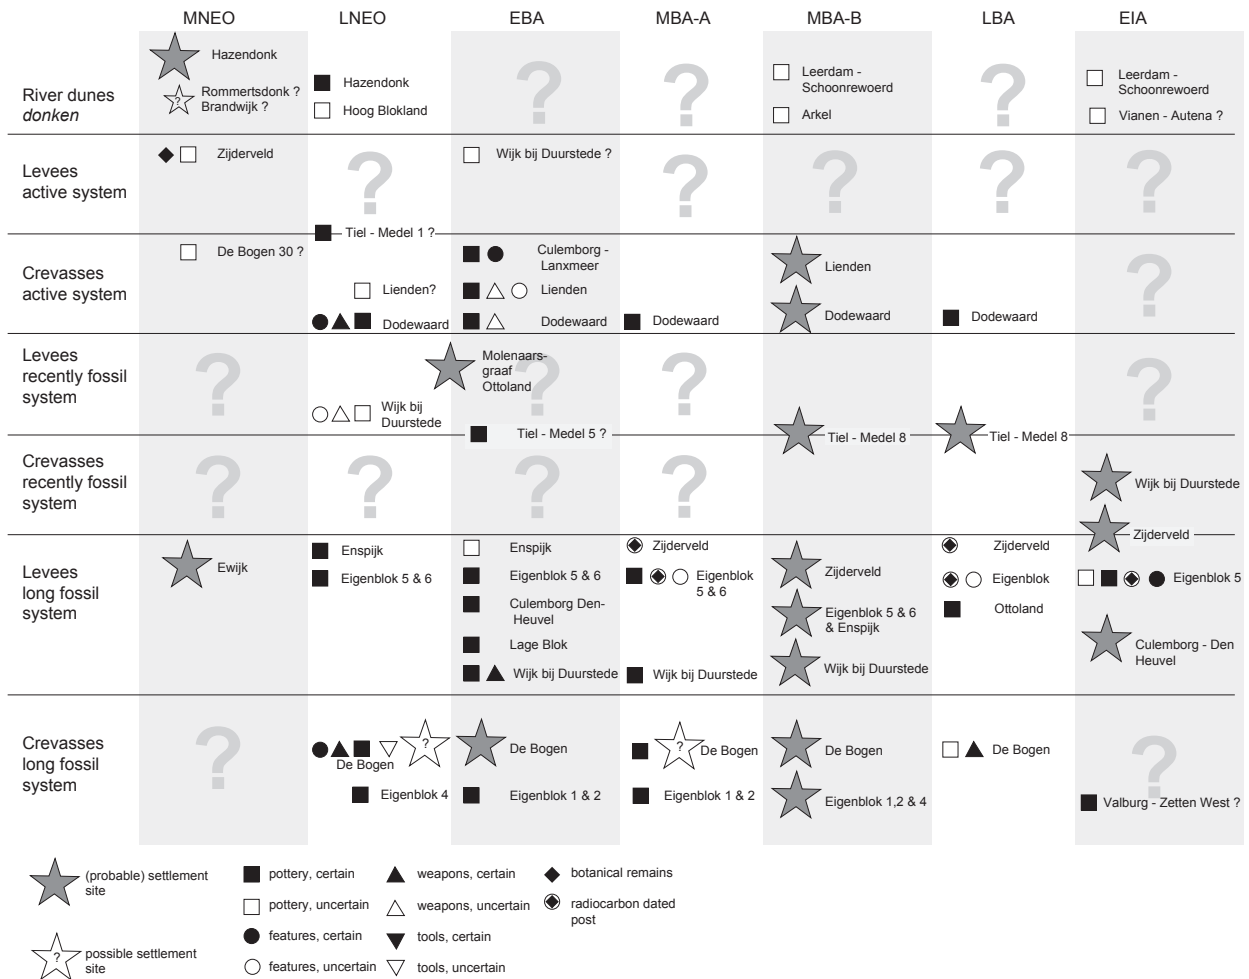 MNEO LNEO EBA MBA-A MBA-B LBA EIA
River dunes
donken
Hazendonk
? Rommertsdonk ?
Brandwijk ?
Hazendonk
Hoog Blokland
?
?
Leerdam -
Schoonrewoerd
Arkel
?
Leerdam -
Schoonrewoerd
Vianen - Autena ?
Levees
active system
Zijderveld
?
Wijk bij Duurstede ?
?
?
?
?
Tiel - Medel 1 ?
Crevasses
active system
De Bogen 30 ?
Lienden?
Dodewaard
Culemborg -
Lanxmeer
Lienden
Dodewaard
Dodewaard
Lienden
Dodewaard
Dodewaard
?
Levees
recently fossil
system
?
Wijk bij
Duurstede
?
Molenaars-
graaf
Ottoland
?
?
Tiel - Medel 5 ?
Tiel - Medel 8
Tiel - Medel 8
Crevasses
recently fossil
system
?
?
?
?
Wijk bij Duurstede
Zijderveld
Levees
long fossil
system
Ewijk
Enspijk
Eigenblok 5 & 6
Enspijk
Eigenblok 5 & 6
Culemborg Den-
Heuvel
Lage Blok
Wijk bij Duurstede
Zijderveld
Eigenblok
5 & 6
Wijk bij Duurstede
Zijderveld
Eigenblok 5 & 6
& Enspijk
Wijk bij Duurstede
Zijderveld
Eigenblok
Ottoland
Eigenblok 5
Culemborg - Den
Heuvel
Crevasses
long fossil
system
?
?
De Bogen
Eigenblok 4
De Bogen
Eigenblok 1 & 2
? De Bogen
Eigenblok 1 & 2
De Bogen
Eigenblok 1,2 & 4
De Bogen
?
Valburg - Zetten West ?
(probable) settlement
site
? possible settlement
site
pottery, certain
pottery, uncertain
features, certain
features, uncertain
weapons, certain
weapons, uncertain
tools, certain
tools, uncertain
botanical remains
radiocarbon dated
post